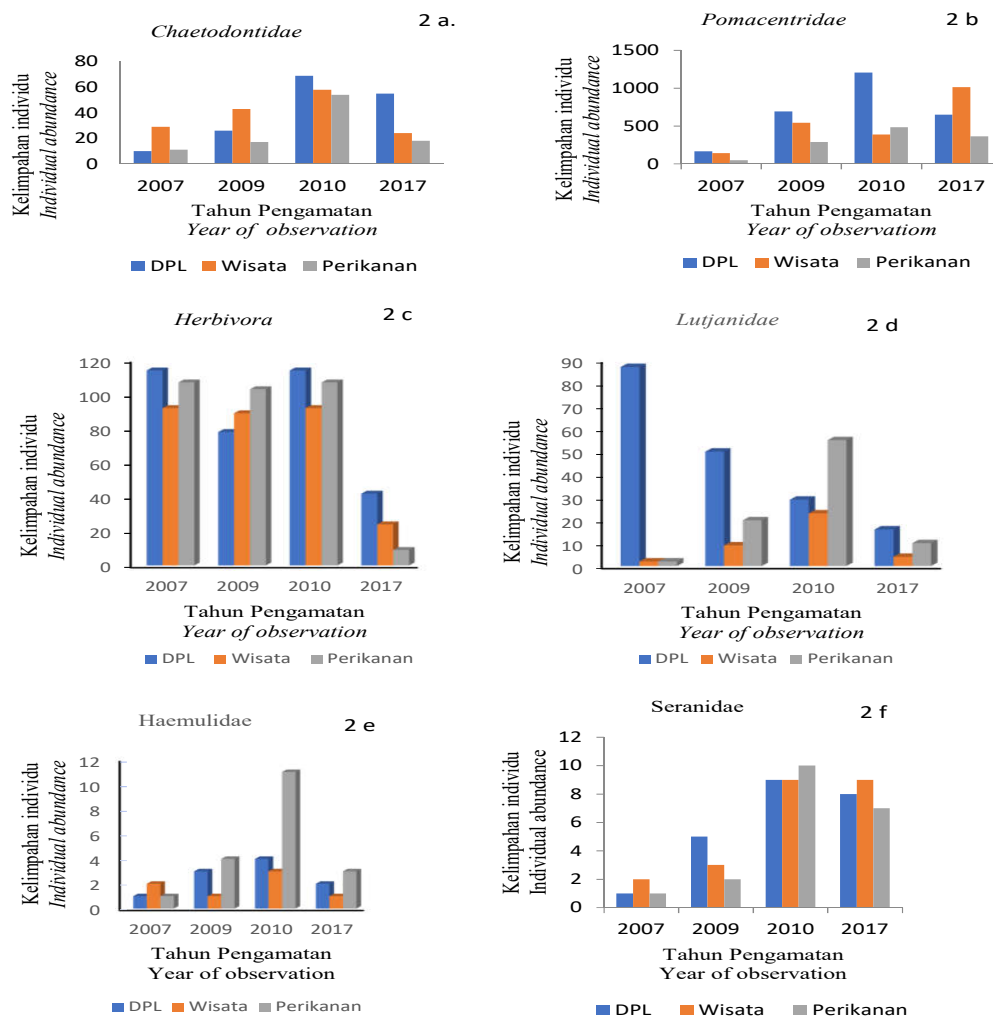 Chaetodontidae
2 a.
Kelimpahan individu
Individual abundance
80
60
40
20
0
2007 2009 2010 2017
Tahun Pengamatan
Year of observation
DPL Wisata Perikanan
Pomacentridae
2 b
Kelimpahan individu
Individual abundance
1500
1000
500
0
2007 2009 2010 2017
Tahun Pengamatan
Year of observatiom
DPL Wisata Perikanan
Herbivora
2 c
Kelimpahan individu
Individual abundance
120
100
80
60
40
20
0
2007 2009 2010 2017
Tahun Pengamatan
Year of observation
DPL Wisata Perikanan
Lutjanidae
2 d
Kelimpahan individu
Individual abundance
90
80
70
60
50
40
30
20
10
0
2007 2009 2010 2017
Tahun Pengamatan
Year of observation
DPL Wisata Perikanan
Haemulidae
2 e
Kelimpahan individu
Individual abundance
12
10
8
6
4
2
0
2007 2009 2010 2017
Tahun Pengamatan
Year of observation
DPL Wisata Perikanan
Seranidae
2 f
Kelimpahan individu
Individual abundance
12
10
8
6
4
2
0
2007 2009 2010 2017
Tahun Pengamatan
Year of observation
DPL Wisata Perikanan